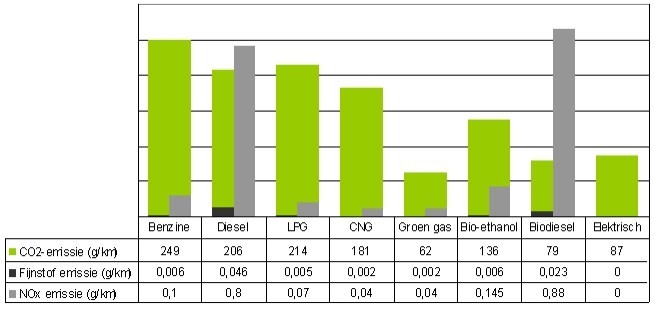 Benzine Diesel LPG CNG Groen gas Bio-ethanol Biodiesel Elektrisch
CO2-emissie (g/km) 249 206 214 181 62 136 79 87
Fijnstof emissie (g/km) 0,006 0,046 0,005 0,002 0,002 0,006 0,023 0
NOx emissie (g/km) 0,1 0,8 0,07 0,04 0,04 0,145 0,88 0